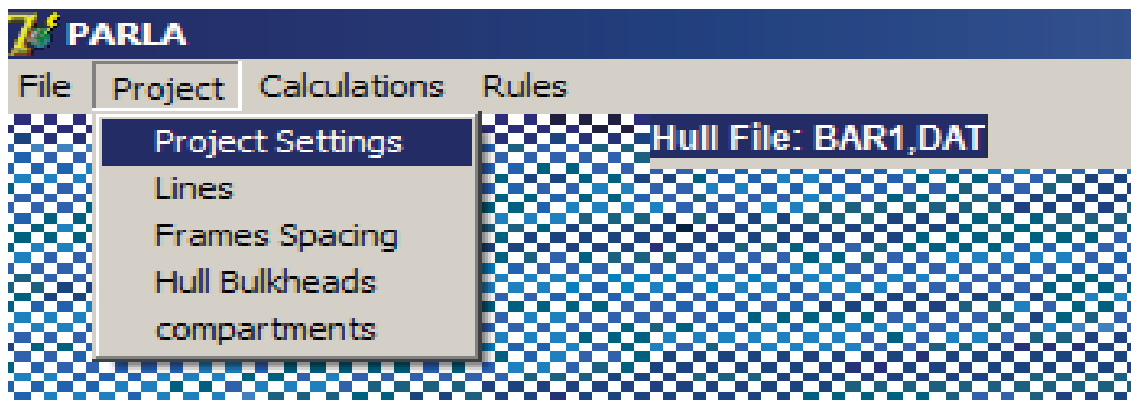 PARLA
File Project Calculations Rules
Project Settings
Lines
Frames Spacing
Hull Bulkheads
compartments
Hull File: BAR1,DAT